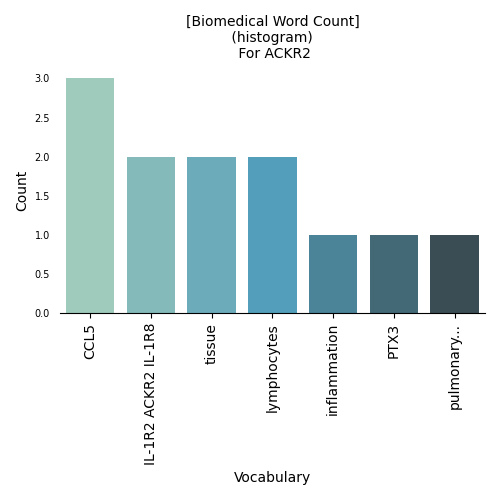 [Biomedical Word Count]
(histogram)
For ACKR2
Count
3.0
2.5
2.0
1.5
1.0
0.5
0.0
CCL5
IL-1R2 ACKR2 IL-1R8
tissue
lymphocytes
inflammation
PTX3
pulmonary...
Vocabulary